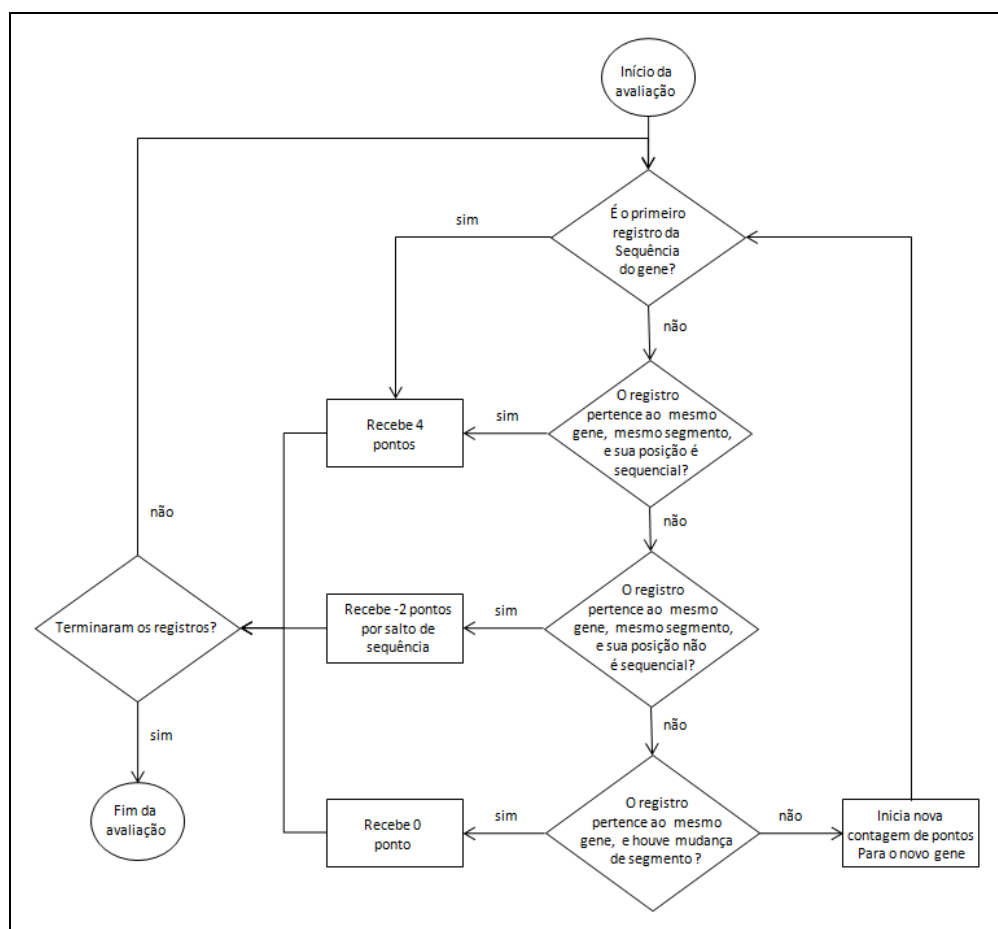 Início da
avaliação
É o primeiro
registro da
Sequência
do gene?
sim
não
O registro
pertence ao mesmo
gene, mesmo segmento,
e sua posição é
sequencial?
sim
Recebe 4
pontos
não
não
O registro
pertence ao mesmo
gene, mesmo segmento,
e sua posição não
é sequencial?
sim
Recebe -2 pontos
por salto de
sequência
Terminaram os registros?
não
sim
O registro
pertence ao mesmo
gene, e houve mudança
de segmento ?
sim
não
Recebe 0
ponto
Inicia nova
contagem de pontos
Para o novo gene
Fim da
avaliação